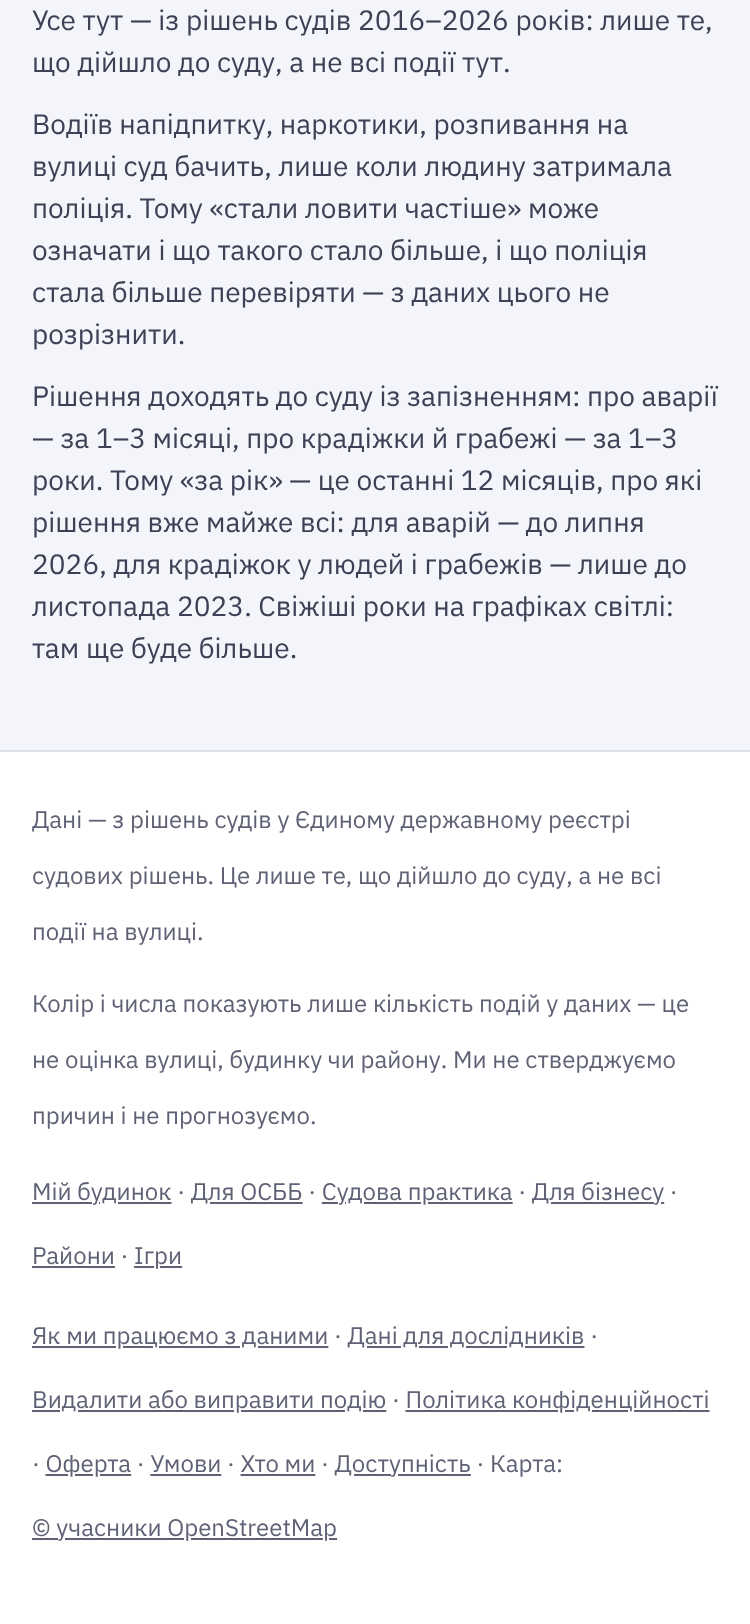 Усе тут — із рішень судів 2016–2026 років: лише те,
що дійшло до суду, а не всі події тут.
Водіїв напідпитку, наркотики, розпивання на
вулиці суд бачить, лише коли людину затримала
поліція. Тому «стали ловити частіше» може
означати і що такого стало більше, і що поліція
стала більше перевіряти — з даних цього не
розрізнити.
Рішення доходять до суду із запізненням: про аварії
— за 1–3 місяці, про крадіжки й грабежі — за 1–3
роки. Тому «за рік» — це останні 12 місяців, про які
рішення вже майже всі: для аварій — до липня
2026, для крадіжок у людей і грабежів — лише до
листопада 2023. Свіжіші роки на графіках світлі:
там ще буде більше.
Дані — з рішень судів у Єдиному державному реєстрі
судових рішень. Це лише те, що дійшло до суду, а не всі
події на вулиці.
Колір і числа показують лише кількість подій у даних — це
не оцінка вулиці, будинку чи району. Ми не стверджуємо
причин і не прогнозуємо.
Мій будинок · Для ОСББ · Судова практика · Для бізнесу ·
Райони · Ігри
Як ми працюємо з даними · Дані для дослідників ·
Видалити або виправити подію · Політика конфіденційності
· Оферта · Умови · Хто ми · Доступність · Карта:
© учасники OpenStreetMap